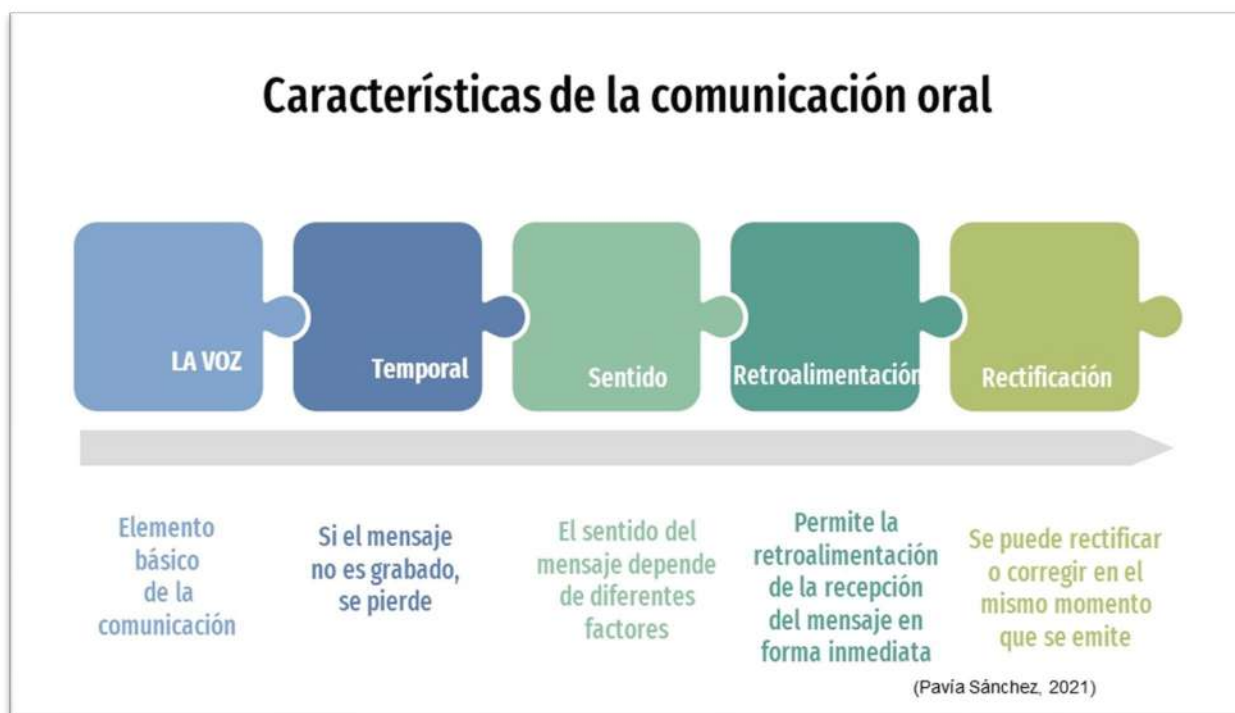 Características de la comunicación oral
LA VOZ
Temporal
Sentido
Retroalimentación
Rectificación
Elemento
básico
de la
comunicación
Si el mensaje
no es grabado,
se pierde
El sentido del
mensaje depende
de diferentes
factores
Permite la
retroalimentación
de la recepción
del mensaje en
forma inmediata
Se puede rectificar
o corregir en el
mismo momento
que se emite
(Pavía Sánchez, 2021)